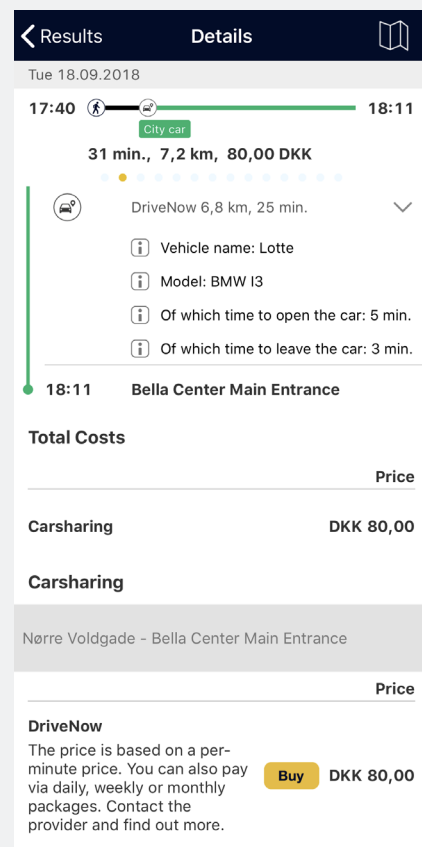 Results
Details
Tue 18.09.2018
17:40
18:11
City car
31 min., 7,2 km, 80,00 DKK
DriveNow 6,8 km, 25 min.
Vehicle name: Lotte
Model: BMW I3
Of which time to open the car: 5 min.
Of which time to leave the car: 3 min.
18:11 Bella Center Main Entrance
Total Costs
Price
Carsharing DKK 80,00
Carsharing
Nørre Voldgade - Bella Center Main Entrance
Price
DriveNow
The price is based on a per-
minute price. You can also pay
via daily, weekly or monthly
packages. Contact the
provider and find out more.
Buy DKK 80,00